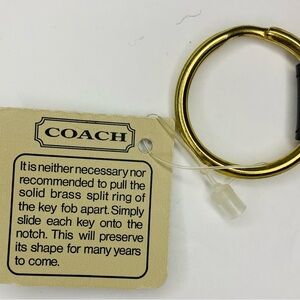 COACH
It is neither necessary nor
recommended to pull the
solid brass split ring of
the key fob apart. Simply
slide each key onto the
notch. This will preserve
its shape for many years
to come.